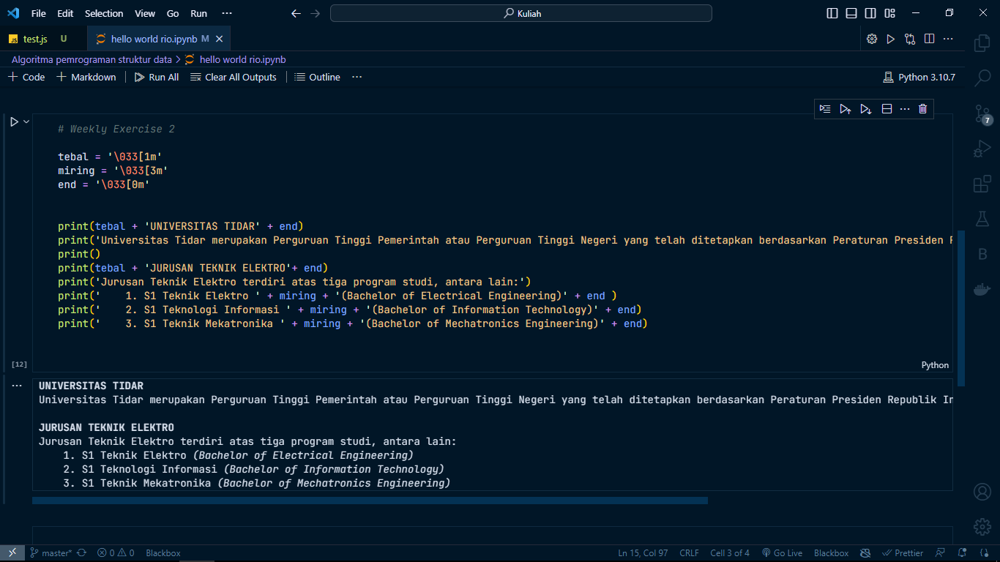 File Edit Selection View Go Run ···
Kuliah
test.js U
hello world rio.ipynb M
Algoritma pemrograman struktur data > hello world rio.ipynb
+ Code + Markdown Run All Clear All Outputs Outline ···
Python 3.10.7
7
B
# Weekly Exercise 2
tebal = '\033[1m'
miring = '\033[3m'
end = '\033[0m'
print(tebal + 'UNIVERSITAS TIDAR' + end)
print('Universitas Tidar merupakan Perguruan Tinggi Pemerintah atau Perguruan Tinggi Negeri yang telah ditetapkan berdasarkan Peraturan Presiden
print()
print(tebal + 'JURUSAN TEKNIK ELEKTRO'+ end)
print('Jurusan Teknik Elektro terdiri atas tiga program studi, antara lain:')
print('    1. S1 Teknik Elektro ' + miring + '(Bachelor of Electrical Engineering)' + end )
print('    2. S1 Teknologi Informasi ' + miring + '(Bachelor of Information Technology)' + end)
print('    3. S1 Teknik Mekatronika ' + miring + '(Bachelor of Mechatronics Engineering)' + end)
[12]
Python
UNIVERSITAS TIDAR
Universitas Tidar merupakan Perguruan Tinggi Pemerintah atau Perguruan Tinggi Negeri yang telah ditetapkan berdasarkan Peraturan Presiden Republik In
JURUSAN TEKNIK ELEKTRO
Jurusan Teknik Elektro terdiri atas tiga program studi, antara lain:
    1. S1 Teknik Elektro (Bachelor of Electrical Engineering)
    2. S1 Teknologi Informasi (Bachelor of Information Technology)
    3. S1 Teknik Mekatronika (Bachelor of Mechatronics Engineering)
master* 0 0 Blackbox
Ln 15, Col 97 CRLF Cell 3 of 4 Go Live Blackbox Prettier